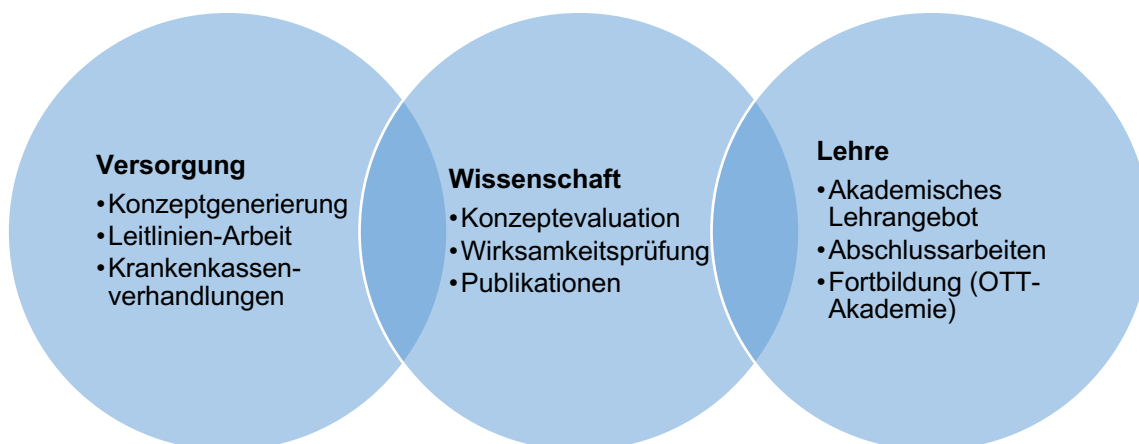 Versorgung
•Konzeptgenerierung
•Leitlinien-Arbeit
•Krankenkassen-
verhandlungen
Wissenschaft
•Konzeptevaluation
•Wirksamkeitsprüfung
•Publikationen
Lehre
•Akademisches
Lehrangebot
•Abschlussarbeiten
•Fortbildung (OTT-
Akademie)